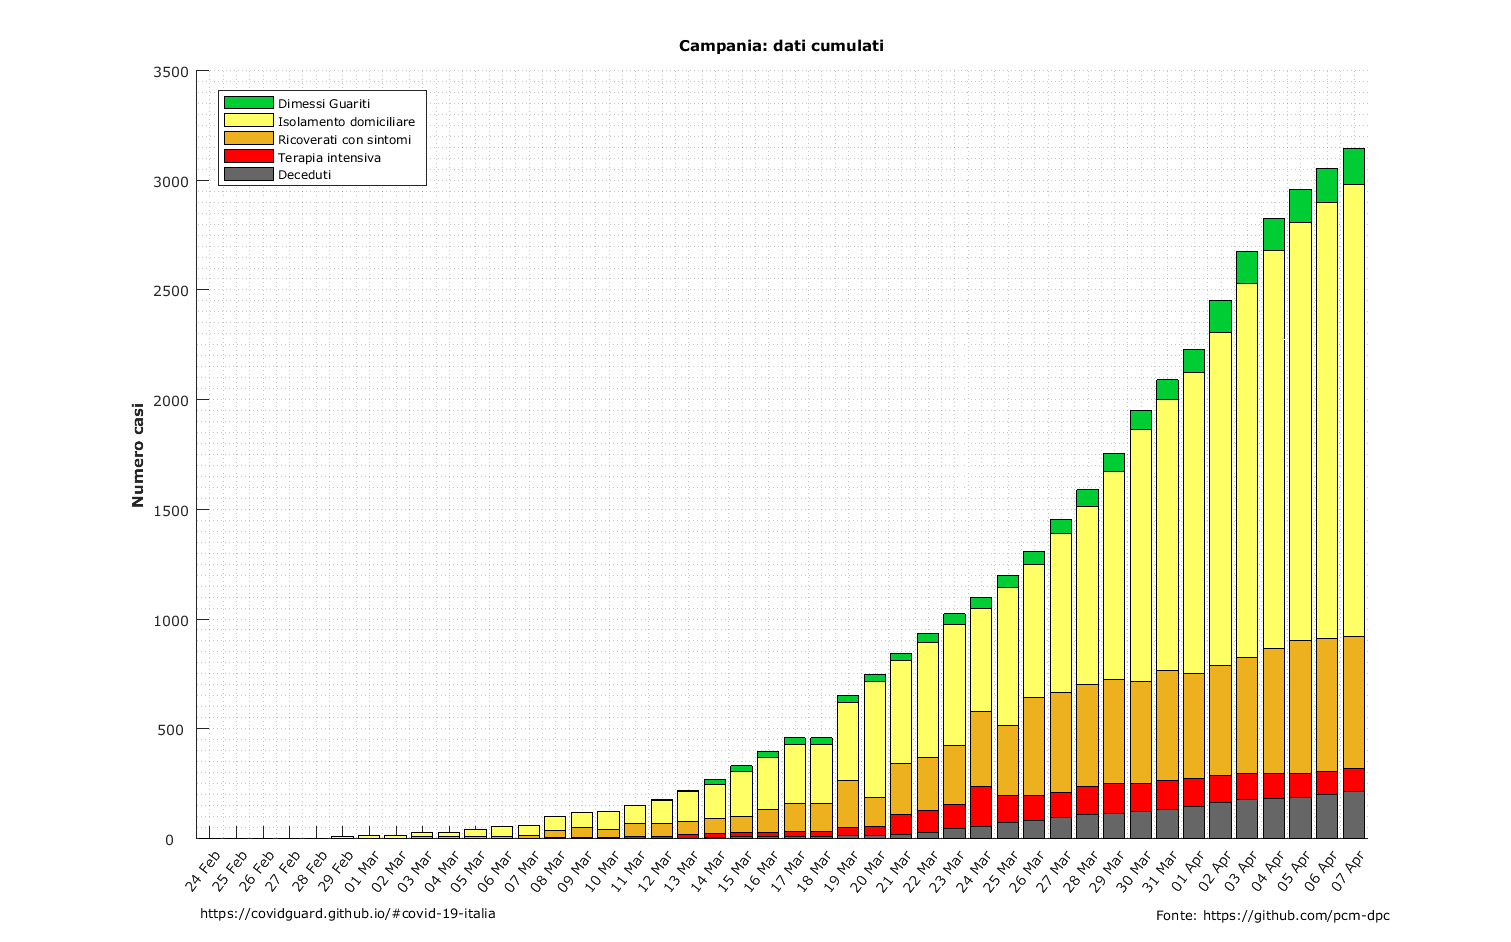 Campania: dati cumulati
3500
3000
2500
2000
1500
1000
500
0
Numero casi
Dimessi Guariti
Isolamento domiciliare
Ricoverati con sintomi
Terapia intensiva
Deceduti
24 Feb
25 Feb
26 Feb
27 Feb
28 Feb
29 Feb
01 Mar
02 Mar
03 Mar
04 Mar
05 Mar
06 Mar
07 Mar
08 Mar
09 Mar
10 Mar
11 Mar
12 Mar
13 Mar
14 Mar
15 Mar
16 Mar
17 Mar
18 Mar
19 Mar
20 Mar
21 Mar
22 Mar
23 Mar
24 Mar
25 Mar
26 Mar
27 Mar
28 Mar
29 Mar
30 Mar
31 Mar
01 Apr
02 Apr
03 Apr
04 Apr
05 Apr
06 Apr
07 Apr
https://covidguard.github.io/#covid-19-italia
Fonte: https://github.com/pcm-dpc